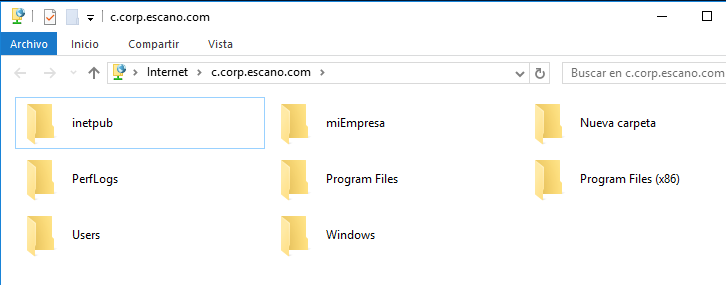 c.corp.escano.com
Archivo Inicio Compartir Vista
Internet c.corp.escano.com Buscar en c.corp.escano.com
inetpub miEmpresa Nueva carpeta
PerfLogs Program Files Program Files (x86)
Users Windows